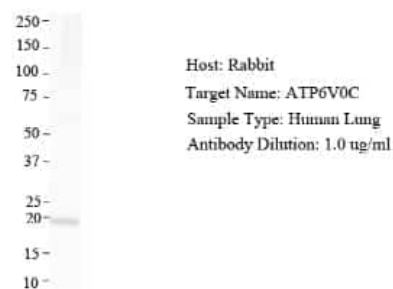 250
150
100
75
50
37
25
20
15
10
Host: Rabbit
Target Name: ATP6V0C
Sample Type: Human Lung
Antibody Dilution: 1.0 ug/ml